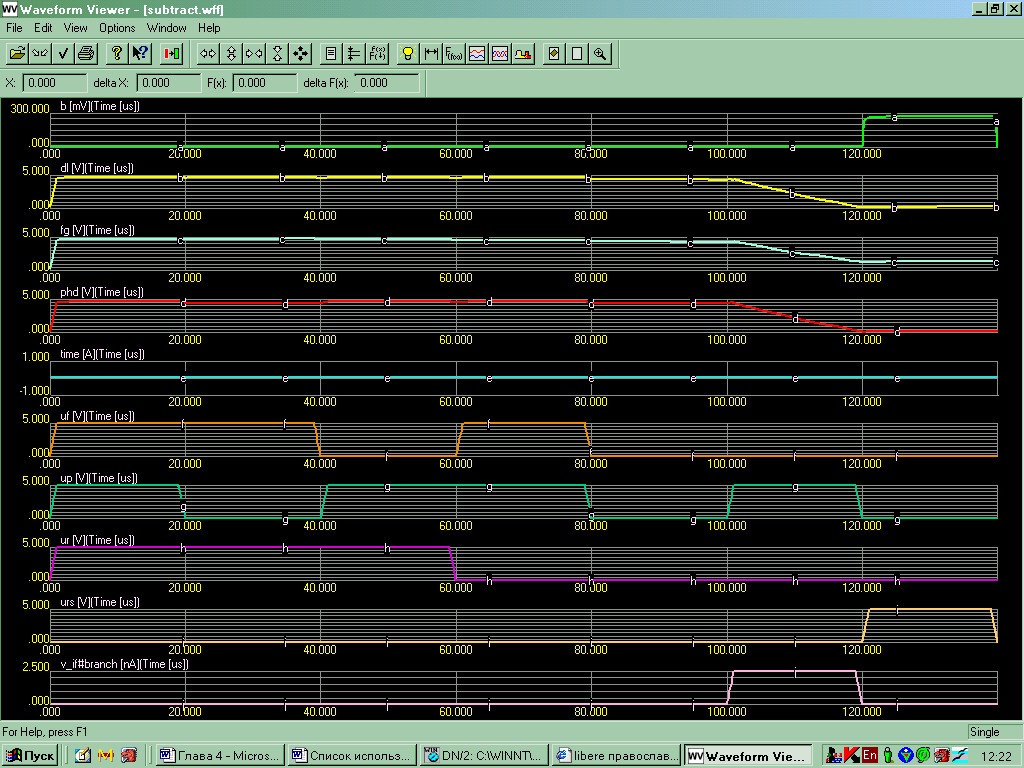 Waveform Viewer - [subtract.wff]
File Edit View Options Window Help
X: 0.000 delta X: 0.000 F(x): 0.000 delta F(x): 0.000
b [mV](Time [us])
300.000
.000
.000 20.000 40.000 60.000 80.000 100.000 120.000
dl [V](Time [us])
5.000
.000
.000 20.000 40.000 60.000 80.000 100.000 120.000
fg [V](Time [us])
5.000
.000
.000 20.000 40.000 60.000 80.000 100.000 120.000
phd [V](Time [us])
5.000
.000
.000 20.000 40.000 60.000 80.000 100.000 120.000
time [A](Time [us])
1.000
-1.000
.000 20.000 40.000 60.000 80.000 100.000 120.000
uf [V](Time [us])
5.000
.000
.000 20.000 40.000 60.000 80.000 100.000 120.000
up [V](Time [us])
5.000
.000
.000 20.000 40.000 60.000 80.000 100.000 120.000
ur [V](Time [us])
5.000
.000
.000 20.000 40.000 60.000 80.000 100.000 120.000
urs [V](Time [us])
5.000
.000
.000 20.000 40.000 60.000 80.000 100.000 120.000
v_if#branch [nA](Time [us])
2.500
.000
.000 20.000 40.000 60.000 80.000 100.000 120.000
For Help, press F1 Single
Пуск Глава 4 - Micros... Список использ... DN2: C:\WINNT\... libere православ... Waveform Vie... En 12:22